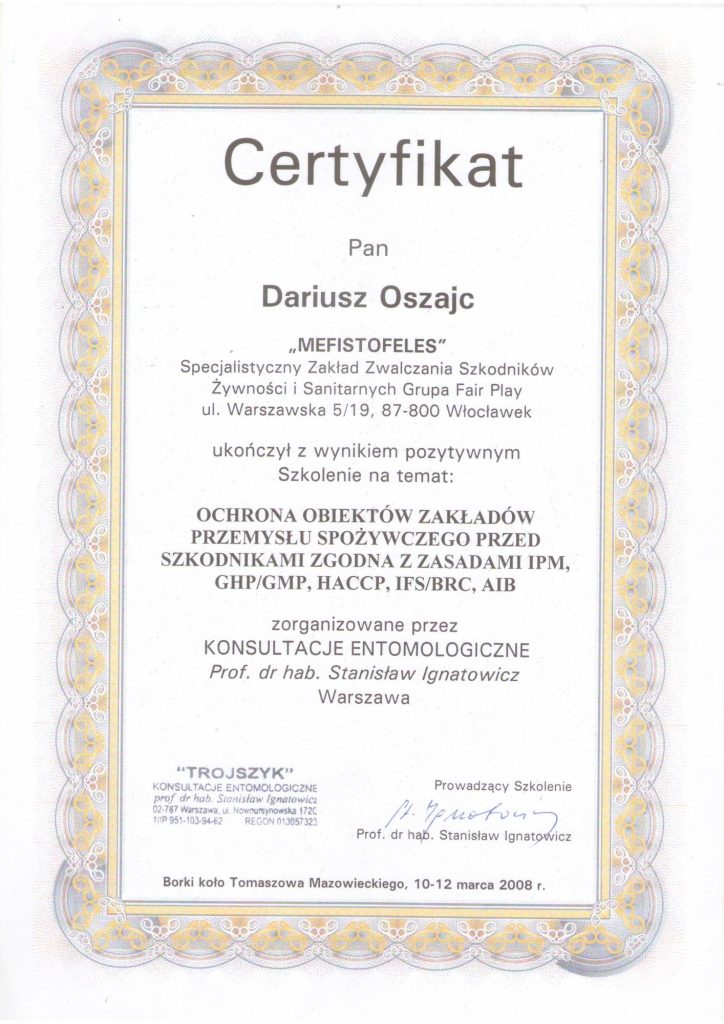 Certyfikat
Pan
Dariusz Oszajc
„MEFISTOFELES”
Specjalistyczny Zakład Zwalczania Szkodników
Żywności i Sanitarnych Grupa Fair Play
ul. Warszawska 5/19, 87-800 Włocławek
ukończył z wynikiem pozytywnym
Szkolenie na temat:
OCHRONA OBIEKTÓW ZAKŁADÓW
PRZEMYSŁU SPOŻYWCZEGO PRZED
SZKODNIKAMI ZGODNA Z ZASADAMI IPM,
GHP/GMP, HACCP, IFS/BRC, AIB
zorganizowane przez
KONSULTACJE ENTOMOLOGICZNE
Prof. dr hab. Stanisław Ignatowicz
Warszawa
"TROJSZYK"
KONSULTACJE ENTOMOLOGICZNE
prof dr hab. Stanisław Ignatowicz
02-787 Warszawa, ul. Nowoursynowska 172C
NIP 951-103-94-62 REGON 013057323
Prowadzący Szkolenie
St. Ignatowicz
Prof. dr hab. Stanisław Ignatowicz
Borki koło Tomaszowa Mazowieckiego, 10-12 marca 2008 r.